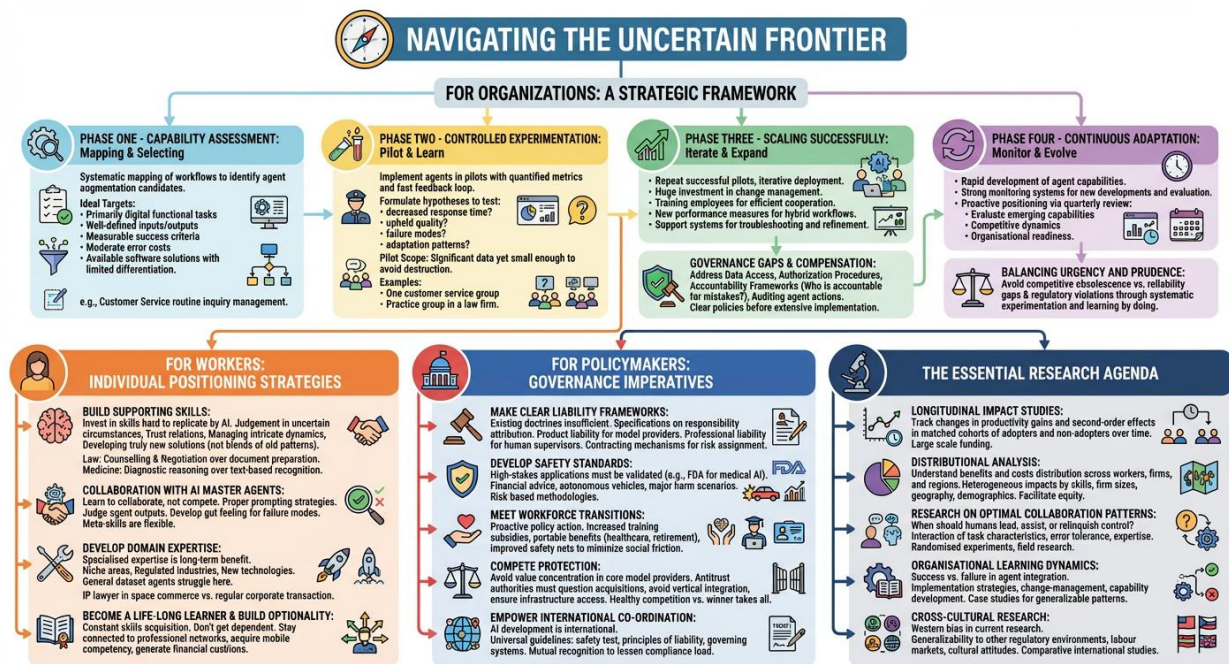 NAVIGATING THE UNCERTAIN FRONTIER
FOR ORGANIZATIONS: A STRATEGIC FRAMEWORK
PHASE ONE - CAPABILITY ASSESSMENT:
Mapping & Selecting
Systematic mapping of workflows to identify agent
augmentation candidates.
Ideal Targets:
• Primarily digital functional tasks
• Well-defined inputs/outputs
• Measurable success criteria
• Moderate error costs
• Available software solutions with
limited differentiation.
e.g., Customer Service routine inquiry management.
PHASE TWO - CONTROLLED EXPERIMENTATION:
Pilot & Learn
Implement agents in pilots with quantified metrics
and fast feedback loop.
Formulate hypotheses to test:
• decreased response time?
• upheld quality?
• failure modes?
• adaptation patterns?
Pilot Scope: Significant data yet small enough to
avoid destruction.
Examples:
• One customer service group
• Practice group in a law firm.
PHASE THREE - SCALING SUCCESSFULLY:
Iterate & Expand
AI
• Repeat successful pilots, iterative deployment.
• Huge investment in change management.
• Training employees for efficient cooperation.
• New performance measures for hybrid workflows.
• Support systems for troubleshooting and refinement.
GOVERNANCE GAPS & COMPENSATION:
Address Data Access, Authorization Procedures,
Accountability Frameworks (Who is accountable
for mistakes?), Auditing agent actions.
Clear policies before extensive implementation.
PHASE FOUR - CONTINUOUS ADAPTATION:
Monitor & Evolve
• Rapid development of agent capabilities.
• Strong monitoring systems for new developments and evaluation.
• Proactive positioning via quarterly review:
• Evaluate emerging capabilities
• Competitive dynamics
• Organisational readiness.
BALANCING URGENCY AND PRUDENCE:
Avoid competitive obsolescence vs. reliability
gaps & regulatory violations through systematic
experimentation and learning by doing.
FOR WORKERS:
INDIVIDUAL POSITIONING STRATEGIES
BUILD SUPPORTING SKILLS:
Invest in skills hard to replicate by AI. Judgement in uncertain
circumstances, Trust relations, Managing intricate dynamics,
Developing truly new solutions (not blends of old patterns).
Law: Counselling & Negotiation over document preparation.
Medicine: Diagnostic reasoning over text-based recognition.
COLLABORATION WITH AI MASTER AGENTS:
Learn to collaborate, not compete. Proper prompting strategies.
Judge agent outputs. Develop gut feeling for failure modes.
Meta-skills are flexible.
DEVELOP DOMAIN EXPERTISE:
Specialised expertise is long-term benefit.
Niche areas, Regulated industries, New technologies.
General dataset agents struggle here.
IP lawyer in space commerce vs. regular corporate transaction.
BECOME A LIFE-LONG LEARNER & BUILD OPTIONALITY:
Constant skills acquisition, Don't get dependent. Stay
connected to professional networks, acquire mobile
competency, generate financial
FOR POLICYMAKERS:
GOVERNANCE IMPERATIVES
MAKE CLEAR LIABILITY FRAMEWORKS:
Existing doctrines insufficient. Specifications on responsibility
attribution. Product liability for model providers. Professional liability
for human supervisors. Contracting mechanisms for risk assignment.
DEVELOP SAFETY STANDARDS:
High-stakes applications must be validated (e.g., FDA for medical AI).
Financial advice, autonomous vehicles, major harm scenarios.
Risk based methodologies.
FDA
MEET WORKFORCE TRANSITIONS:
Proactive policy action. Increased training
subsidies, portable benefits (healthcare, retirement),
improved safety nets to minimize social friction.
COMPETE PROTECTION:
Avoid value concentration in core model providers. Antitrust
authorities must question acquisitions, avoid vertical integration,
ensure infrastructure access. Healthy competition vs. winner takes all.
EMPOWER INTERNATIONAL CO-ORDINATION:
AI development is international.
Universal guidelines: safety test, principles of liability, governing
systems. Mutual recognition to lessen compliance load.
THE ESSENTIAL RESEARCH AGENDA
LONGITUDINAL IMPACT STUDIES:
Track changes in productivity gains and second-order effects
in matched cohorts of adopters and non-adopters over time.
Large scale funding.
DISTRIBUTIONAL ANALYSIS:
Understand benefits and costs distribution across workers, firms,
and regions. Heterogeneous impacts by skills, firm sizes,
geography, demographics. Facilitate equity.
RESEARCH ON OPTIMAL COLLABORATION PATTERNS:
When should humans lead, assist, or relinquish control?
Interaction of task characteristics, error tolerance, expertise.
Randomised experiments, field research.
ORGANISATIONAL LEARNING DYNAMICS:
Success vs. failure in agent integration.
Implementation strategies, change-management, capability
development. Case studies for generalizable patterns.
CROSS-CULTURAL RESEARCH:
Western bias in current research.
Generalizability to other regulatory environments, labour
markets, cultural attitudes. Comparative international studies.